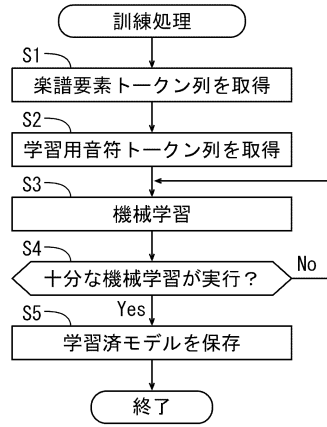 訓練処理
S1
楽譜要素トークン列を取得
S2
学習用音符トークン列を取得
S3
機械学習
S4
十分な機械学習が実行？
No
Yes
S5
学習済モデルを保存
終了